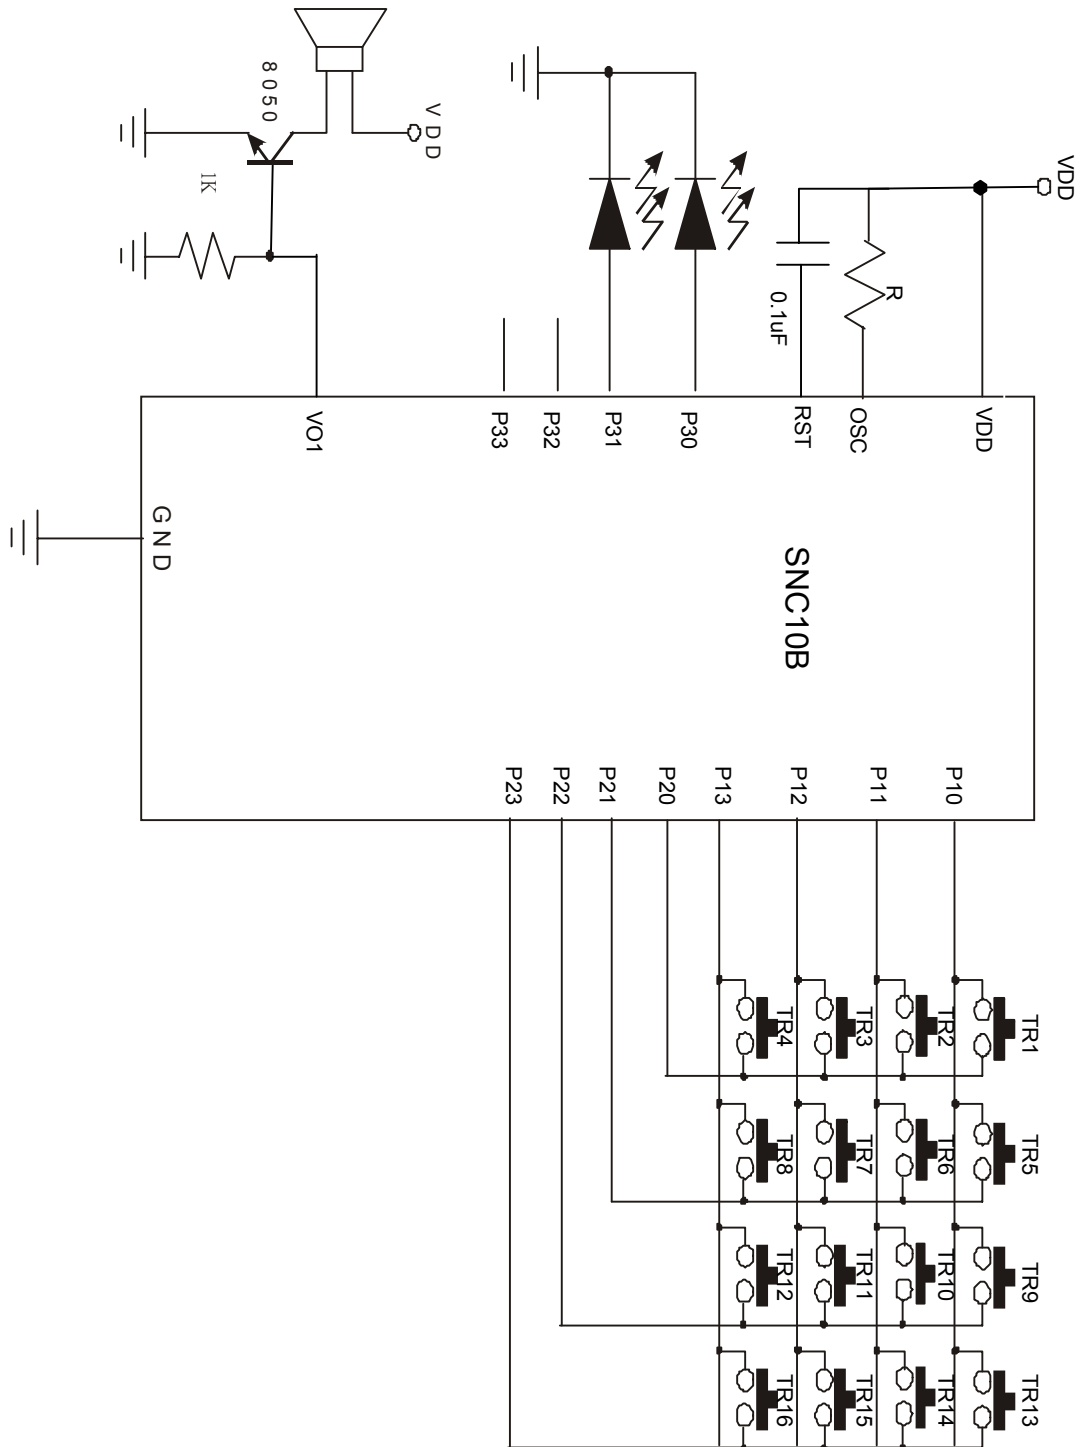 8050
VDD
1K
VDD
R
0.1uF
VO1
P33
P32
P31
P30
RST
OSC
VDD
GND
SNC10B
P23
P22
P21
P20
P13
P12
P11
P10
TR4
TR3
TR2
TR1
TR8
TR7
TR6
TR5
TR12
TR11
TR10
TR9
TR16
TR15
TR14
TR13